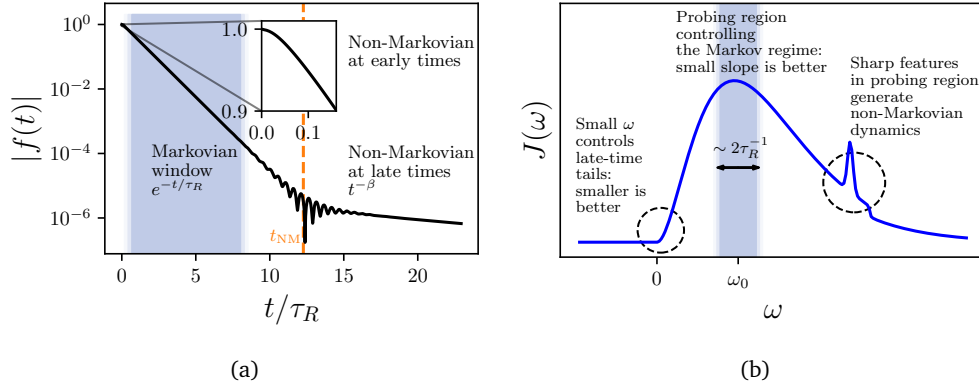 10^0
10^{-2}
10^{-4}
10^{-6}
|f(t)|
1.0
0.9
0.0
0.1
Non-Markovian
at early times
Markovian
window
e^{-t/τ_R}
Non-Markovian
at late times
t^{-β}
t_{NM}
0
5
10
15
20
t/τ_R
(a)
J(ω)
Probing region
controlling
the Markov regime:
small slope is better
Sharp features
in probing region
generate
non-Markovian
dynamics
Small ω
controls
late-time
tails:
smaller is
better
~ 2τ_R^{-1}
0
ω_0
ω
(b)